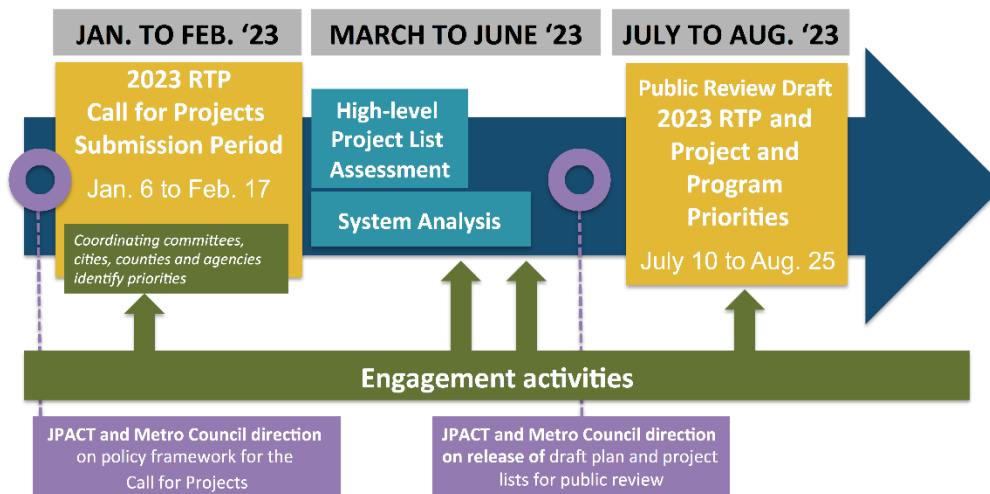 JAN. TO FEB. ‘23
MARCH TO JUNE ‘23
JULY TO AUG. ‘23
2023 RTP
Call for Projects
Submission Period
Jan. 6 to Feb. 17
Coordinating committees,
cities, counties and agencies
identify priorities
High-level
Project List
Assessment
System Analysis
Public Review Draft
2023 RTP and
Project and
Program
Priorities
July 10 to Aug. 25
Engagement activities
JPACT and Metro Council direction
on policy framework for the
Call for Projects
JPACT and Metro Council direction
on release of draft plan and project
lists for public review